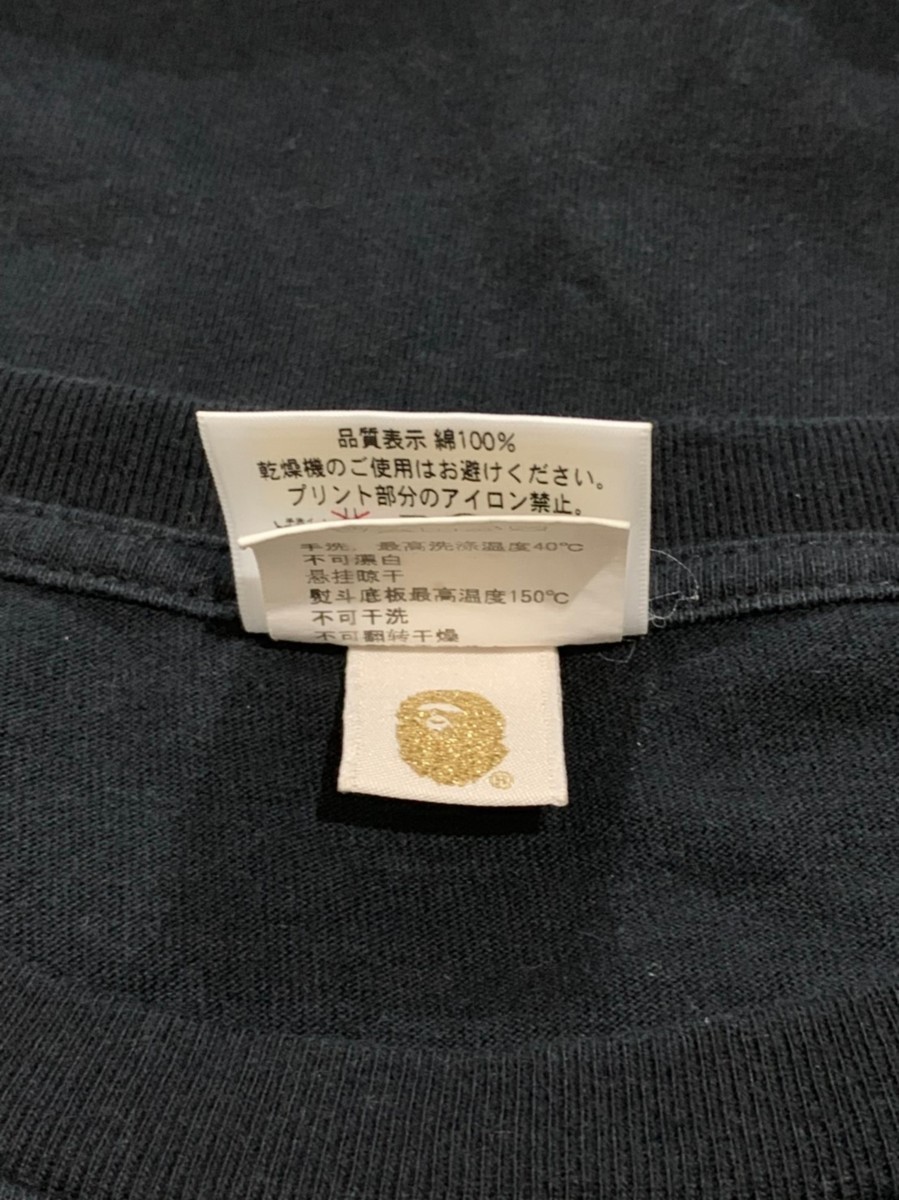 品質表示 綿100%
乾燥機のご使用はお避けください。
プリント部分のアイロン禁止。
手洗，最高洗涤温度40℃
不可漂白
悬挂晾干
熨斗底板最高温度150℃
不可干洗
不可翻转干燥
®